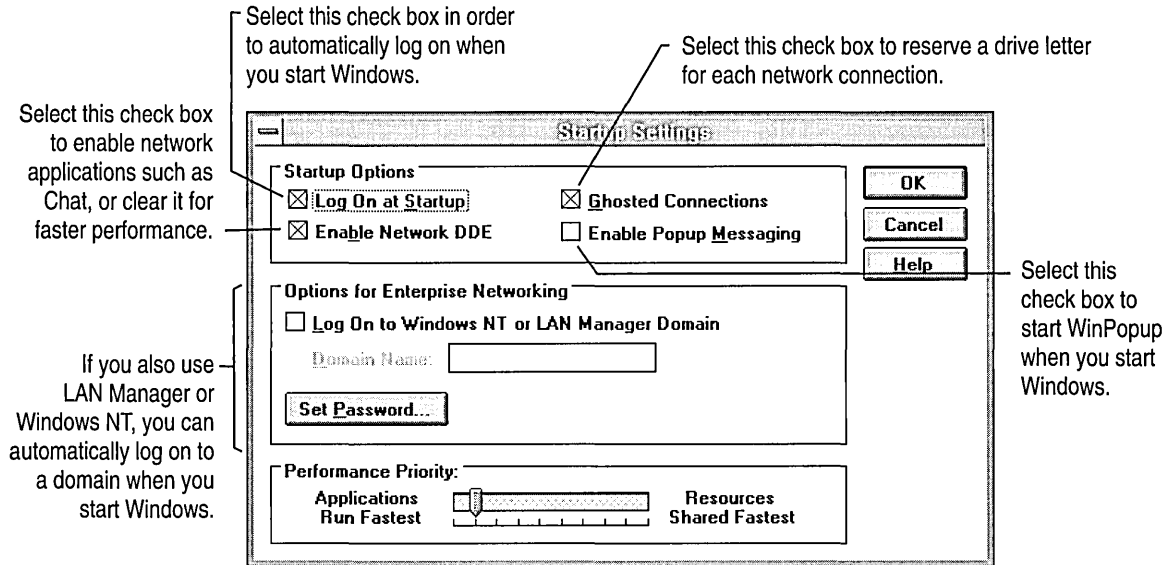 Select this check box in order
to automatically log on when
you start Windows.
Select this check box to reserve a drive letter
for each network connection.
Select this check box
to enable network
applications such as
Chat, or clear it for
faster performance.
Startup Settings
Startup Options
Log On at Startup
Ghosted Connections
Enable Network DDE
Enable Popup Messaging
OK
Cancel
Help
Select this
check box to
start WinPopup
when you start
Windows.
Options for Enterprise Networking
Log On to Windows NT or LAN Manager Domain
Domain Name:
Set Password...
If you also use
LAN Manager or
Windows NT, you can
automatically log on to
a domain when you
start Windows.
Performance Priority:
Applications
Run Fastest
Resources
Shared Fastest